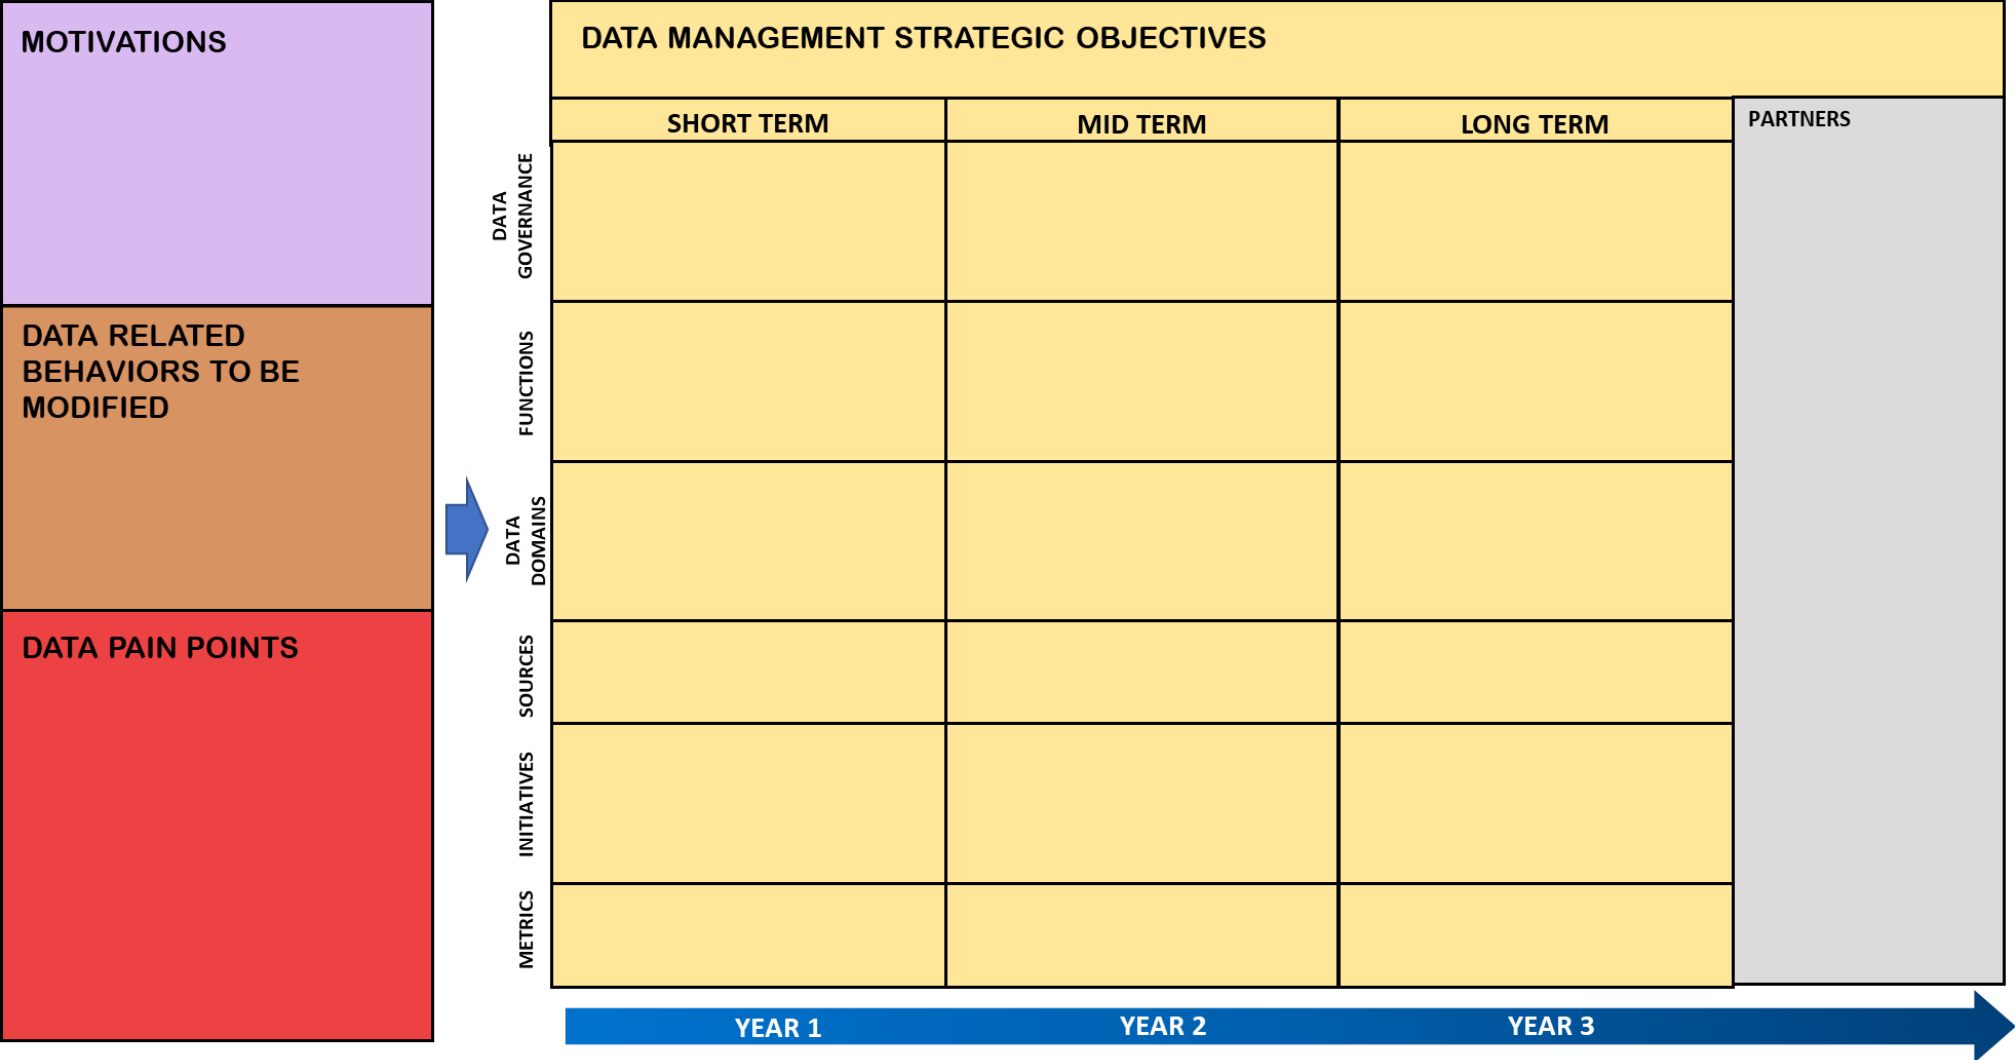 MOTIVATIONS
DATA RELATED
BEHAVIORS TO BE
MODIFIED
DATA PAIN POINTS
DATA MANAGEMENT STRATEGIC OBJECTIVES
SHORT TERM
MID TERM
LONG TERM
PARTNERS
DATA
GOVERNANCE
FUNCTIONS
DATA
DOMAINS
SOURCES
INITIATIVES
METRICS
YEAR 1
YEAR 2
YEAR 3